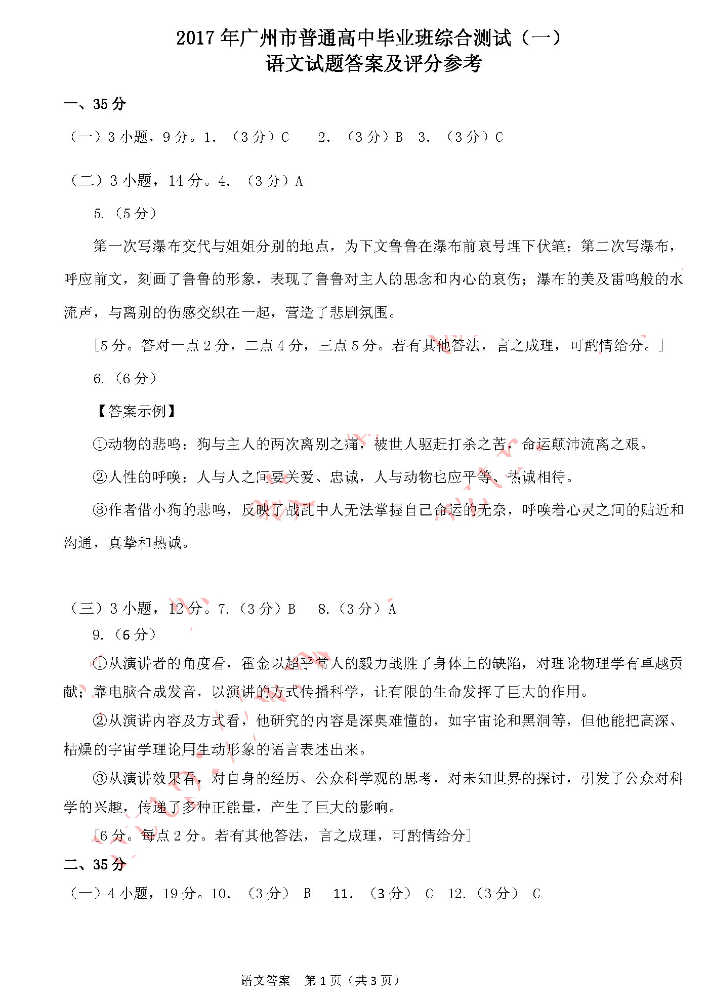 2017 年广州市普通高中毕业班综合测试（一）
语文试题答案及评分参考
一、35 分
（一）3 小题，9 分。1. （3 分）C 2. （3 分）B 3. （3 分）C
（二）3 小题，14 分。4. （3 分）A
5. （5 分）
第一次写瀑布交代与姐姐分别的地点，为下文鲁鲁在瀑布前哀号埋下伏笔；第二次写瀑布，
呼应前文，刻画了鲁鲁的形象，表现了鲁鲁对主人的思念和内心的哀伤；瀑布的美及雷鸣般的水
流声，与离别的伤感交织在一起，营造了悲剧氛围。
[5 分。答对一点 2 分，二点 4 分，三点 5 分。若有其他答法，言之成理，可酌情给分。]
6. （6 分）
【答案示例】
①动物的悲鸣：狗与主人的两次离别之痛，被世人驱赶打杀之苦，命运颠沛流离之艰。
②人性的呼唤：人与人之间要关爱、忠诚，人与动物也应平等、热诚相待。
③作者借小狗的悲鸣，反映了战乱中人无法掌握自己命运的无奈，呼唤着心灵之间的贴近和
沟通，真挚和热诚。
（三）3 小题，12 分。7.（3 分）B 8.（3 分）A
9. （6 分）
①从演讲者的角度看，霍金以超乎常人的毅力战胜了身体上的缺陷，对理论物理学有卓越贡
献；靠电脑合成发音，以演讲的方式传播科学，让有限的生命发挥了巨大的作用。
②从演讲内容及方式看，他研究的内容是深奥难懂的，如宇宙论和黑洞等，但他能把高深、
枯燥的宇宙学理论用生动形象的语言表述出来。
③从演讲效果看，对自身的经历、公众科学观的思考，对未知世界的探讨，引发了公众对科
学的兴趣，传递了多种正能量，产生了巨大的影响。
[6 分。每点 2 分。若有其他答法，言之成理，可酌情给分]
二、35 分
（一）4 小题，19 分。10. （3 分） B 11. （3 分） C 12.（3 分） C
语文答案 第 1 页（共 3 页）